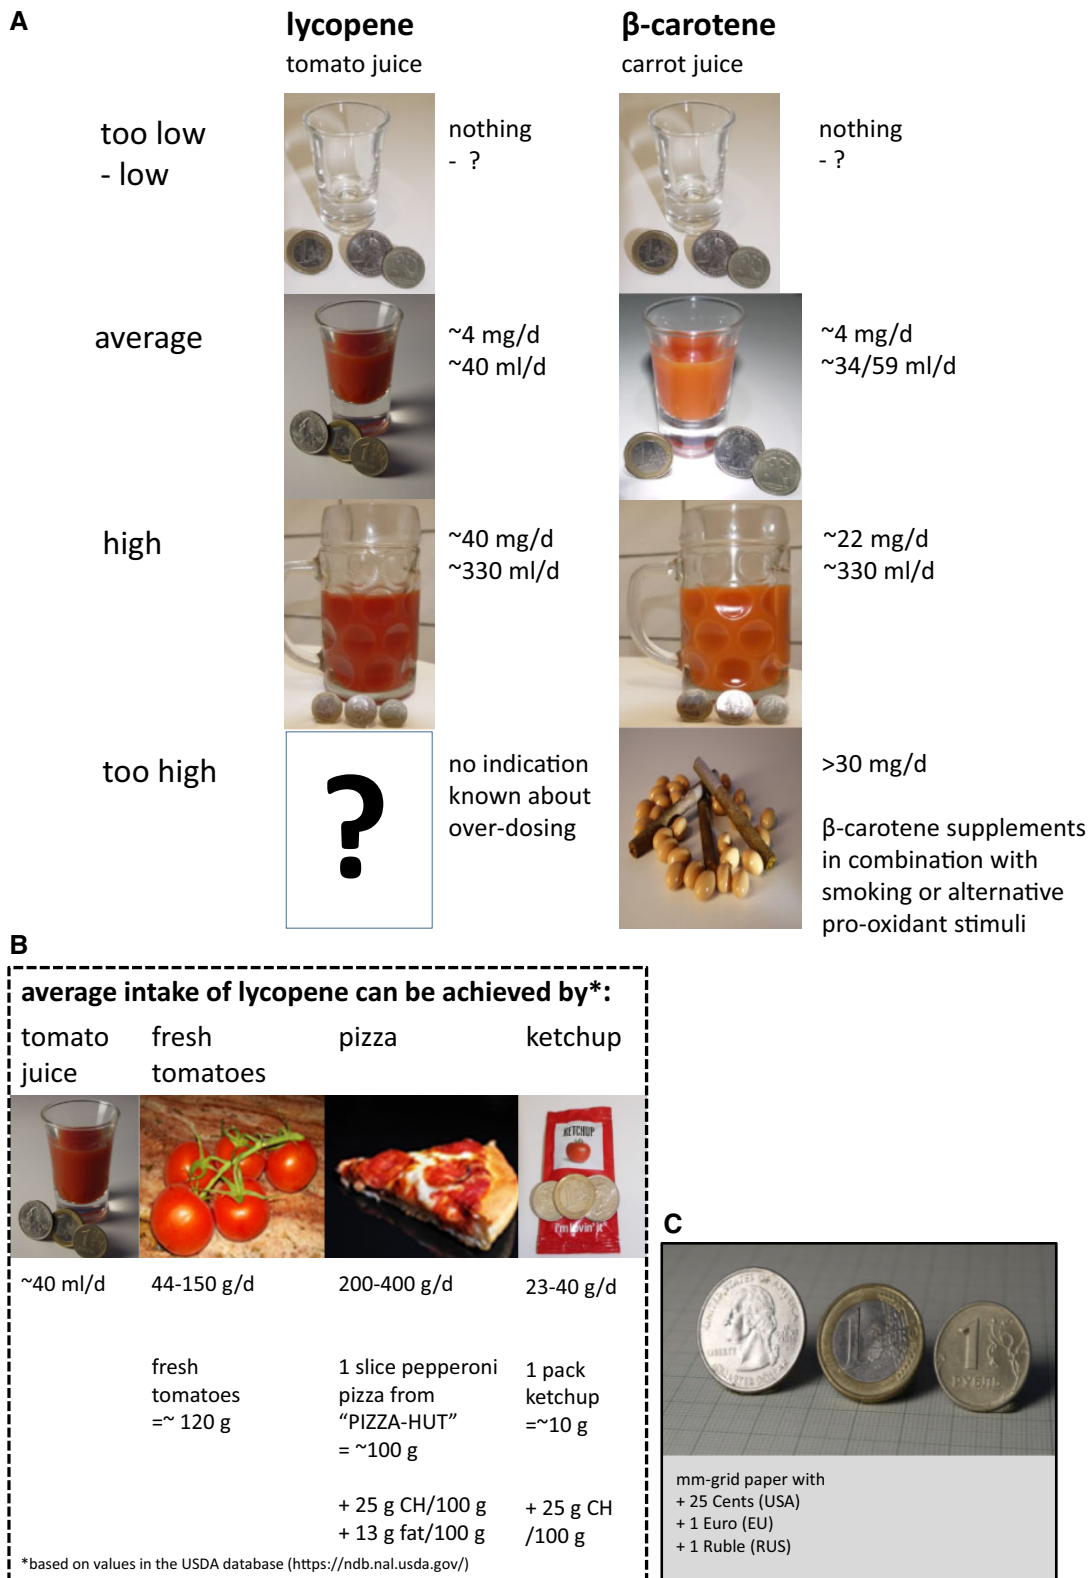 A
lycopene
tomato juice
β-carotene
carrot juice
too low
- low
nothing
- ?
nothing
- ?
average
~4 mg/d
~40 ml/d
~4 mg/d
~34/59 ml/d
high
~40 mg/d
~330 ml/d
~22 mg/d
~330 ml/d
too high
?
no indication
known about
over-dosing
>30 mg/d
β-carotene supplements
in combination with
smoking or alternative
pro-oxidant stimuli
B
average intake of lycopene can be achieved by*:
tomato
juice
fresh
tomatoes
pizza
ketchup
KETCHUP
i'm lovin' it
~40 ml/d
44-150 g/d
200-400 g/d
23-40 g/d
fresh
tomatoes
=~ 120 g
1 slice pepperoni
pizza from
“PIZZA-HUT”
= ~100 g
1 pack
ketchup
=~10 g
+ 25 g CH/100 g
+ 13 g fat/100 g
+ 25 g CH
/100 g
*based on values in the USDA database (https://ndb.nal.usda.gov/)
C
LIBERTY
1
1
РУБЛЬ
mm-grid paper with
+ 25 Cents (USA)
+ 1 Euro (EU)
+ 1 Ruble (RUS)